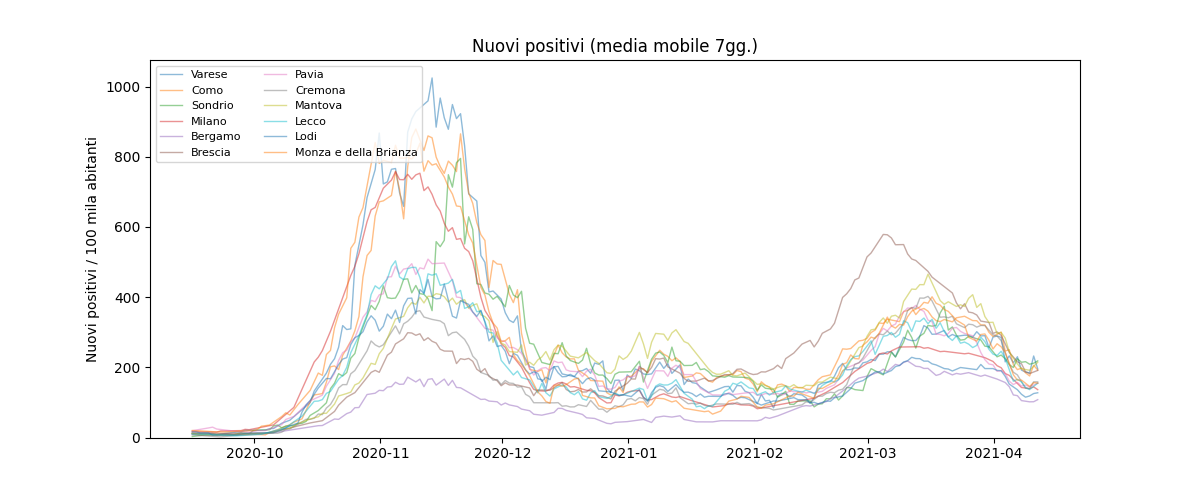 Nuovi positivi (media mobile 7gg.)
Nuovi positivi / 100 mila abitanti
1000
800
600
400
200
0
Varese
Como
Sondrio
Milano
Bergamo
Brescia
Pavia
Cremona
Mantova
Lecco
Lodi
Monza e della Brianza
2020-10
2020-11
2020-12
2021-01
2021-02
2021-03
2021-04